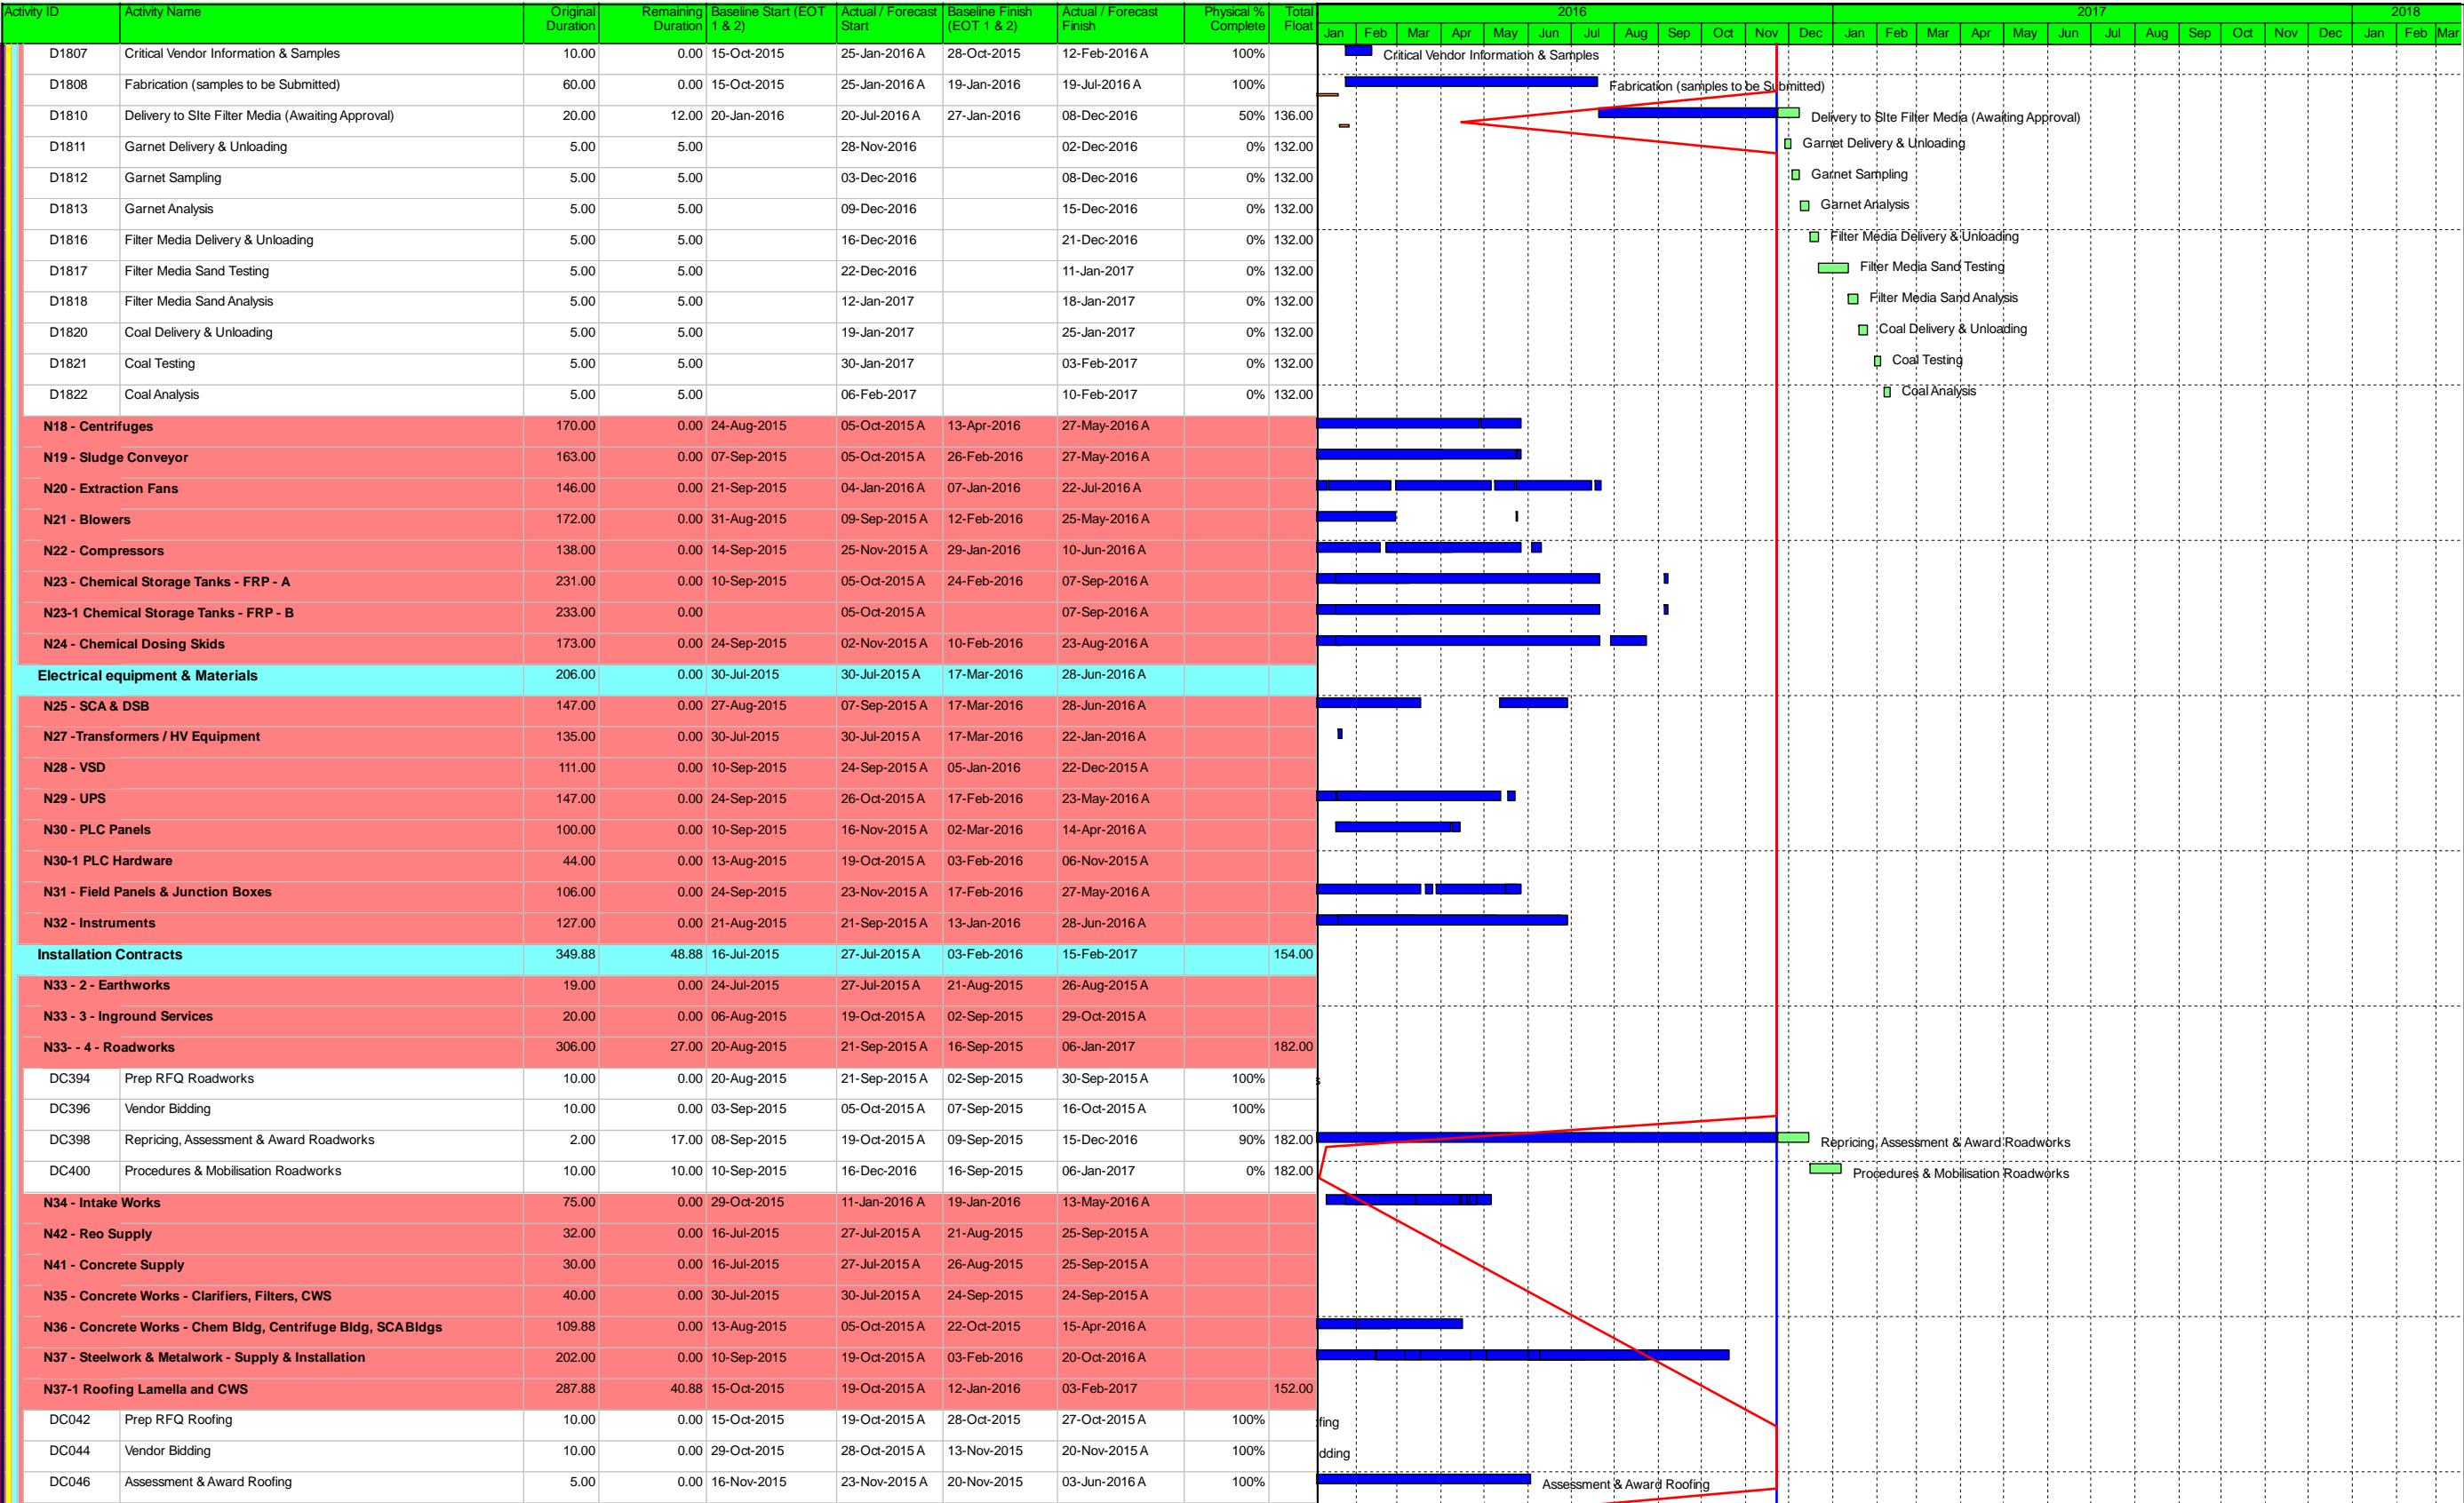 Activity ID Activity Name Original Duration Remaining Duration Baseline Start (EOT 1 & 2) Actual / Forecast Start Baseline Finish (EOT 1 & 2) Actual / Forecast Finish Physical % Complete Total Float 2016 2017 2018
Jan Feb Mar Apr May Jun Jul Aug Sep Oct Nov Dec Jan Feb Mar Apr May Jun Jul Aug Sep Oct Nov Dec Jan Feb Mar
D1807 Critical Vendor Information & Samples 10.00 0.00 15-Oct-2015 25-Jan-2016 A 28-Oct-2015 12-Feb-2016 A 100% Critical Vendor Information & Samples
D1808 Fabrication (samples to be Submitted) 60.00 0.00 15-Oct-2015 25-Jan-2016 A 19-Jan-2016 19-Jul-2016 A 100% Fabrication (samples to be Submitted)
D1810 Delivery to SIte Filter Media (Awaiting Approval) 20.00 12.00 20-Jan-2016 20-Jul-2016 A 27-Jan-2016 08-Dec-2016 50% 136.00 Delivery to SIte Filter Media (Awaiting Approval)
D1811 Garnet Delivery & Unloading 5.00 5.00 28-Nov-2016 02-Dec-2016 0% 132.00 Garnet Delivery & Unloading
D1812 Garnet Sampling 5.00 5.00 03-Dec-2016 08-Dec-2016 0% 132.00 Garnet Sampling
D1813 Garnet Analysis 5.00 5.00 09-Dec-2016 15-Dec-2016 0% 132.00 Garnet Analysis
D1816 Filter Media Delivery & Unloading 5.00 5.00 16-Dec-2016 21-Dec-2016 0% 132.00 Filter Media Delivery & Unloading
D1817 Filter Media Sand Testing 5.00 5.00 22-Dec-2016 11-Jan-2017 0% 132.00 Filter Media Sand Testing
D1818 Filter Media Sand Analysis 5.00 5.00 12-Jan-2017 18-Jan-2017 0% 132.00 Filter Media Sand Analysis
D1820 Coal Delivery & Unloading 5.00 5.00 19-Jan-2017 25-Jan-2017 0% 132.00 Coal Delivery & Unloading
D1821 Coal Testing 5.00 5.00 30-Jan-2017 03-Feb-2017 0% 132.00 Coal Testing
D1822 Coal Analysis 5.00 5.00 06-Feb-2017 10-Feb-2017 0% 132.00 Coal Analysis
N18 - Centrifuges 170.00 0.00 24-Aug-2015 05-Oct-2015 A 13-Apr-2016 27-May-2016 A
N19 - Sludge Conveyor 163.00 0.00 07-Sep-2015 05-Oct-2015 A 26-Feb-2016 27-May-2016 A
N20 - Extraction Fans 146.00 0.00 21-Sep-2015 04-Jan-2016 A 07-Jan-2016 22-Jul-2016 A
N21 - Blowers 172.00 0.00 31-Aug-2015 09-Sep-2015 A 12-Feb-2016 25-May-2016 A
N22 - Compressors 138.00 0.00 14-Sep-2015 25-Nov-2015 A 29-Jan-2016 10-Jun-2016 A
N23 - Chemical Storage Tanks - FRP - A 231.00 0.00 10-Sep-2015 05-Oct-2015 A 24-Feb-2016 07-Sep-2016 A
N23-1 Chemical Storage Tanks - FRP - B 233.00 0.00 05-Oct-2015 A 07-Sep-2016 A
N24 - Chemical Dosing Skids 173.00 0.00 24-Sep-2015 02-Nov-2015 A 10-Feb-2016 23-Aug-2016 A
Electrical equipment & Materials 206.00 0.00 30-Jul-2015 30-Jul-2015 A 17-Mar-2016 28-Jun-2016 A
N25 - SCA & DSB 147.00 0.00 27-Aug-2015 07-Sep-2015 A 17-Mar-2016 28-Jun-2016 A
N27 -Transformers / HV Equipment 135.00 0.00 30-Jul-2015 30-Jul-2015 A 17-Mar-2016 22-Jan-2016 A
N28 - VSD 111.00 0.00 10-Sep-2015 24-Sep-2015 A 05-Jan-2016 22-Dec-2015 A
N29 - UPS 147.00 0.00 24-Sep-2015 26-Oct-2015 A 17-Feb-2016 23-May-2016 A
N30 - PLC Panels 100.00 0.00 10-Sep-2015 16-Nov-2015 A 02-Mar-2016 14-Apr-2016 A
N30-1 PLC Hardware 44.00 0.00 13-Aug-2015 19-Oct-2015 A 03-Feb-2016 06-Nov-2015 A
N31 - Field Panels & Junction Boxes 106.00 0.00 24-Sep-2015 23-Nov-2015 A 17-Feb-2016 27-May-2016 A
N32 - Instruments 127.00 0.00 21-Aug-2015 21-Sep-2015 A 13-Jan-2016 28-Jun-2016 A
Installation Contracts 349.88 48.88 16-Jul-2015 27-Jul-2015 A 03-Feb-2016 15-Feb-2017 154.00
N33 - 2 - Earthworks 19.00 0.00 24-Jul-2015 27-Jul-2015 A 21-Aug-2015 26-Aug-2015 A
N33 - 3 - Inground Services 20.00 0.00 06-Aug-2015 19-Oct-2015 A 02-Sep-2015 29-Oct-2015 A
N33- - 4 - Roadworks 306.00 27.00 20-Aug-2015 21-Sep-2015 A 16-Sep-2015 06-Jan-2017 182.00
DC394 Prep RFQ Roadworks 10.00 0.00 20-Aug-2015 21-Sep-2015 A 02-Sep-2015 30-Sep-2015 A 100% s
DC396 Vendor Bidding 10.00 0.00 03-Sep-2015 05-Oct-2015 A 07-Sep-2015 16-Oct-2015 A 100%
DC398 Repricing, Assessment & Award Roadworks 2.00 17.00 08-Sep-2015 19-Oct-2015 A 09-Sep-2015 15-Dec-2016 90% 182.00 Repricing, Assessment & Award Roadworks
DC400 Procedures & Mobilisation Roadworks 10.00 10.00 10-Sep-2015 16-Dec-2016 16-Sep-2015 06-Jan-2017 0% 182.00 Procedures & Mobilisation Roadworks
N34 - Intake Works 75.00 0.00 29-Oct-2015 11-Jan-2016 A 19-Jan-2016 13-May-2016 A
N42 - Reo Supply 32.00 0.00 16-Jul-2015 27-Jul-2015 A 21-Aug-2015 25-Sep-2015 A
N41 - Concrete Supply 30.00 0.00 16-Jul-2015 27-Jul-2015 A 26-Aug-2015 25-Sep-2015 A
N35 - Concrete Works - Clarifiers, Filters, CWS 40.00 0.00 30-Jul-2015 30-Jul-2015 A 24-Sep-2015 24-Sep-2015 A
N36 - Concrete Works - Chem Bldg, Centrifuge Bldg, SCA Bldgs 109.88 0.00 13-Aug-2015 05-Oct-2015 A 22-Oct-2015 15-Apr-2016 A
N37 - Steelwork & Metalwork - Supply & Installation 202.00 0.00 10-Sep-2015 19-Oct-2015 A 03-Feb-2016 20-Oct-2016 A
N37-1 Roofing Lamella and CWS 287.88 40.88 15-Oct-2015 19-Oct-2015 A 12-Jan-2016 03-Feb-2017 152.00
DC042 Prep RFQ Roofing 10.00 0.00 15-Oct-2015 19-Oct-2015 A 28-Oct-2015 27-Oct-2015 A 100% fing
DC044 Vendor Bidding 10.00 0.00 29-Oct-2015 28-Oct-2015 A 13-Nov-2015 20-Nov-2015 A 100% dding
DC046 Assessment & Award Roofing 5.00 0.00 16-Nov-2015 23-Nov-2015 A 20-Nov-2015 03-Jun-2016 A 100% Assessment & Award Roofing